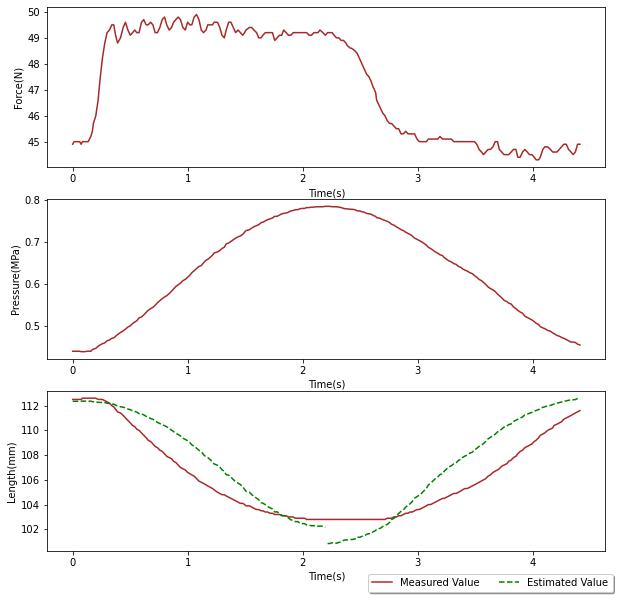 50
49
48
47
46
45
Force(N)
0 1 2 3 4
Time(s)
0.8
0.7
0.6
0.5
Pressure(MPa)
0 1 2 3 4
Time(s)
112
110
108
106
104
102
Length(mm)
0 1 2 3 4
Time(s)
Measured Value Estimated Value